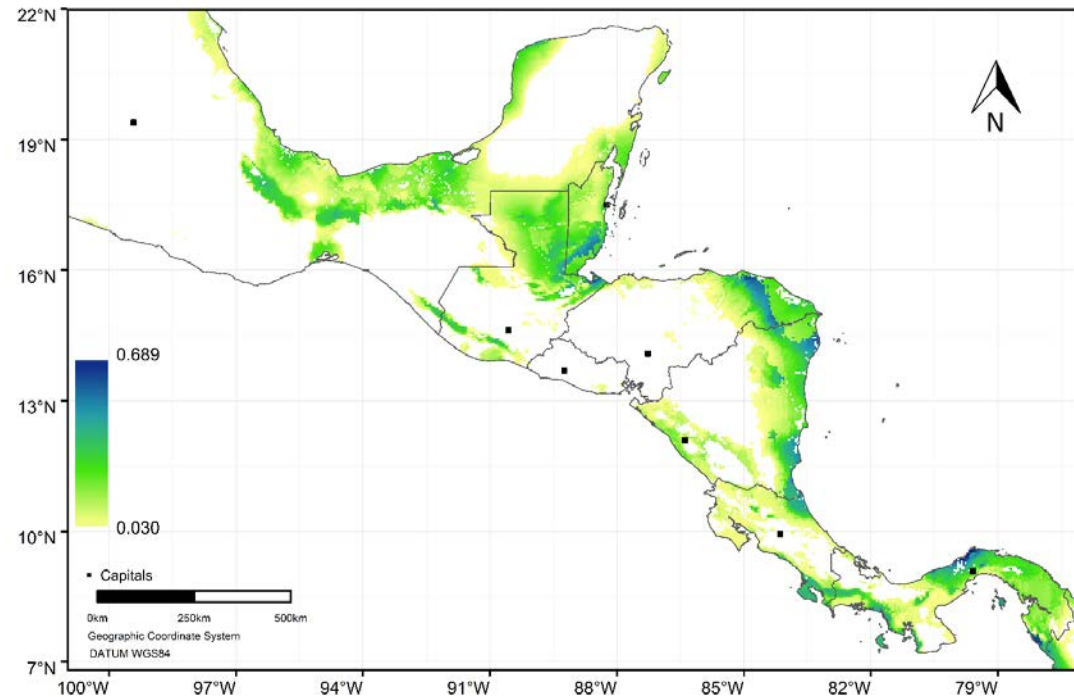 22°N
19°N
16°N
13°N
10°N
7°N
N
0.689
0.030
Capitals
0km 250km 500km
Geographic Coordinate System
DATUM WGS84
100°W 97°W 94°W 91°W 88°W 85°W 82°W 79°W